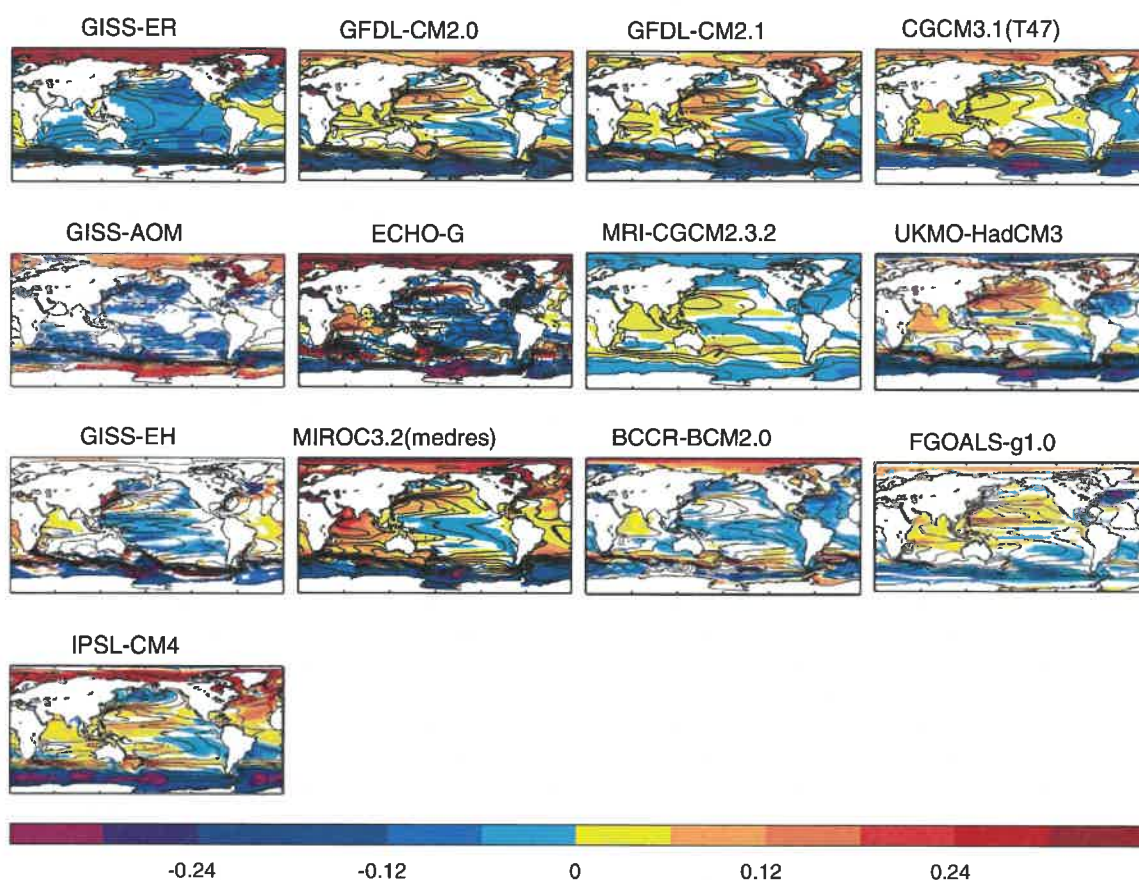 GISS-ER GFDL-CM2.0 GFDL-CM2.1 CGCM3.1(T47)
GISS-AOM ECHO-G MRI-CGCM2.3.2 UKMO-HadCM3
GISS-EH MIROC3.2(medres) BCCR-BCM2.0 FGOALS-g1.0
IPSL-CM4
-0.24 -0.12 0 0.12 0.24